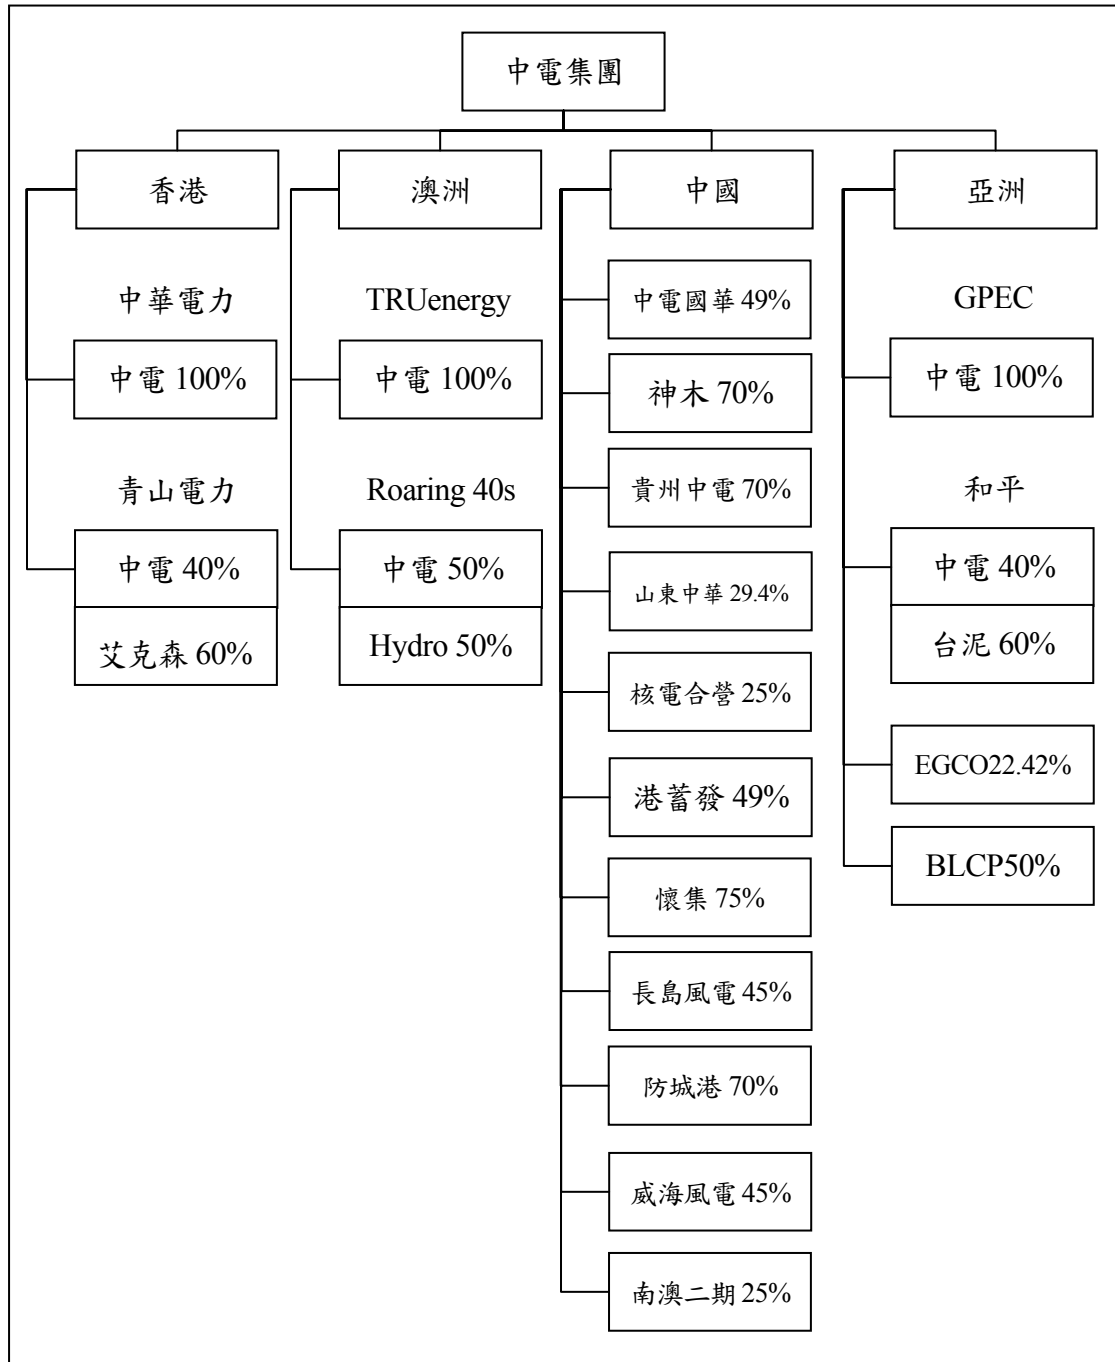 中電集團
香港
中華電力
中電 100%
青山電力
中電 40%
艾克森 60%
澳洲
TRUenergy
中電 100%
Roaring 40s
中電 50%
Hydro 50%
中國
中電國華 49%
神木 70%
貴州中電 70%
山東中華 29.4%
核電合營 25%
港蓄發 49%
懷集 75%
長島風電 45%
防城港 70%
威海風電 45%
南澳二期 25%
亞洲
GPEC
中電 100%
和平
中電 40%
台泥 60%
EGCO22.42%
BLCP50%